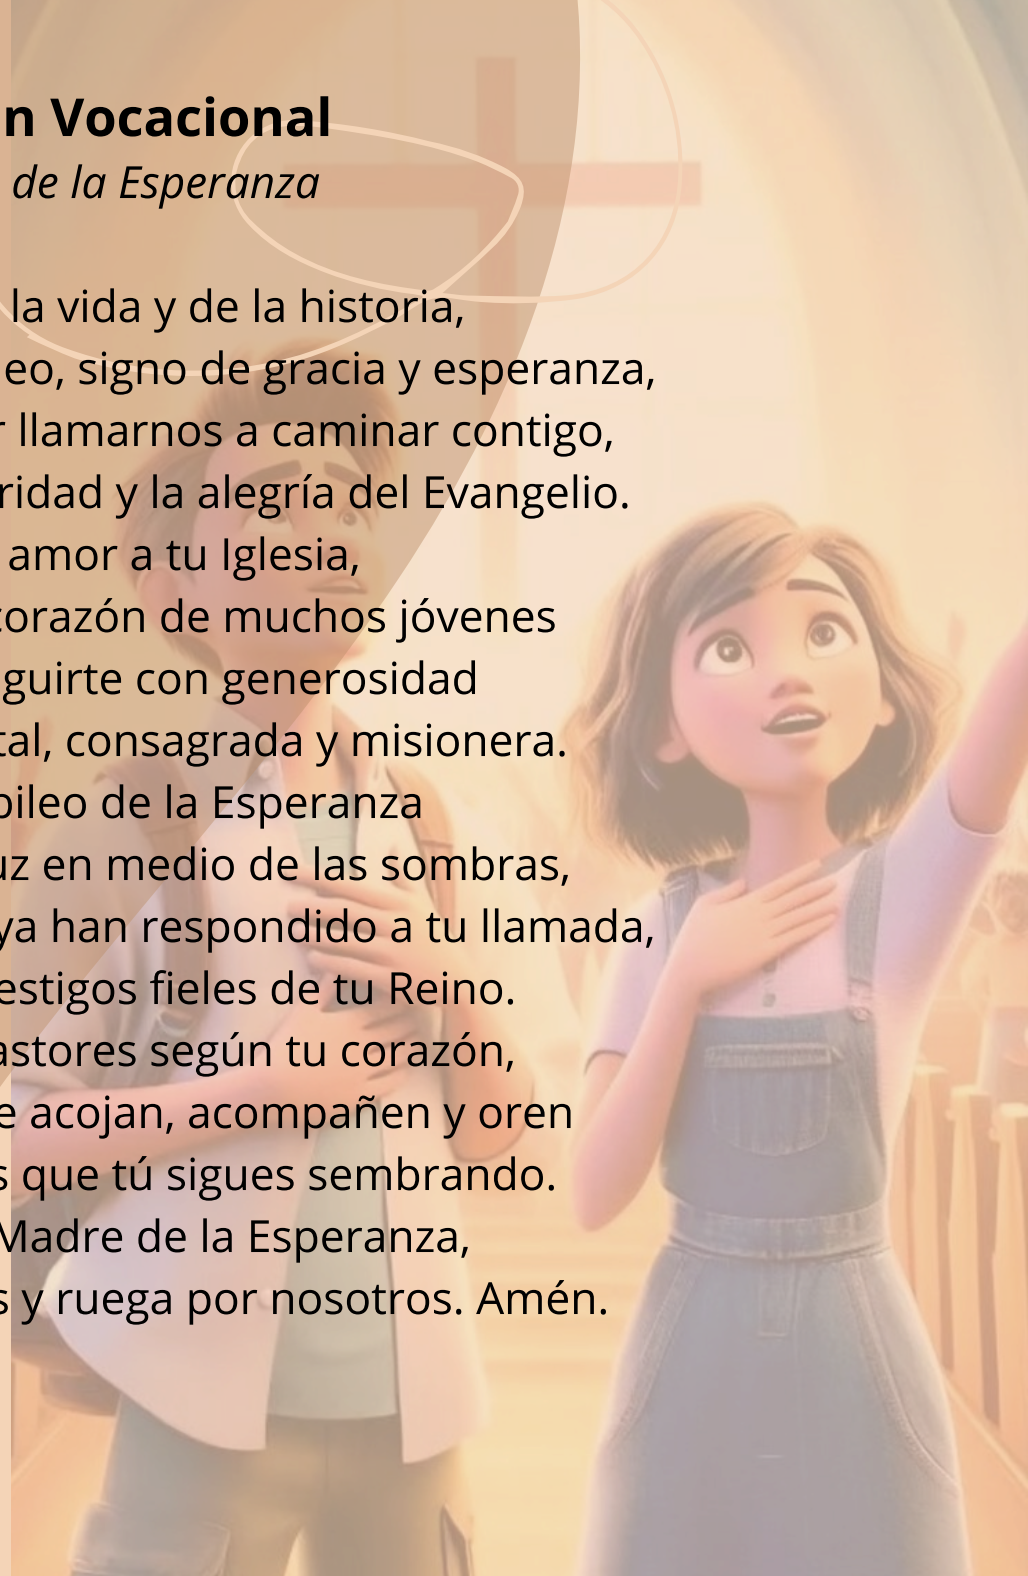 n Vocacional
de la Esperanza
la vida y de la historia,
eo, signo de gracia y esperanza,
r llamarnos a caminar contigo,
ridad y la alegría del Evangelio.
amor a tu Iglesia,
corazón de muchos jóvenes
guirte con generosidad
tal, consagrada y misionera.
bileo de la Esperanza
uz en medio de las sombras,
ya han respondido a tu llamada,
estigos fieles de tu Reino.
astores según tu corazón,
e acojan, acompañen y oren
s que tú sigues sembrando.
Madre de la Esperanza,
s y ruega por nosotros. Amén.